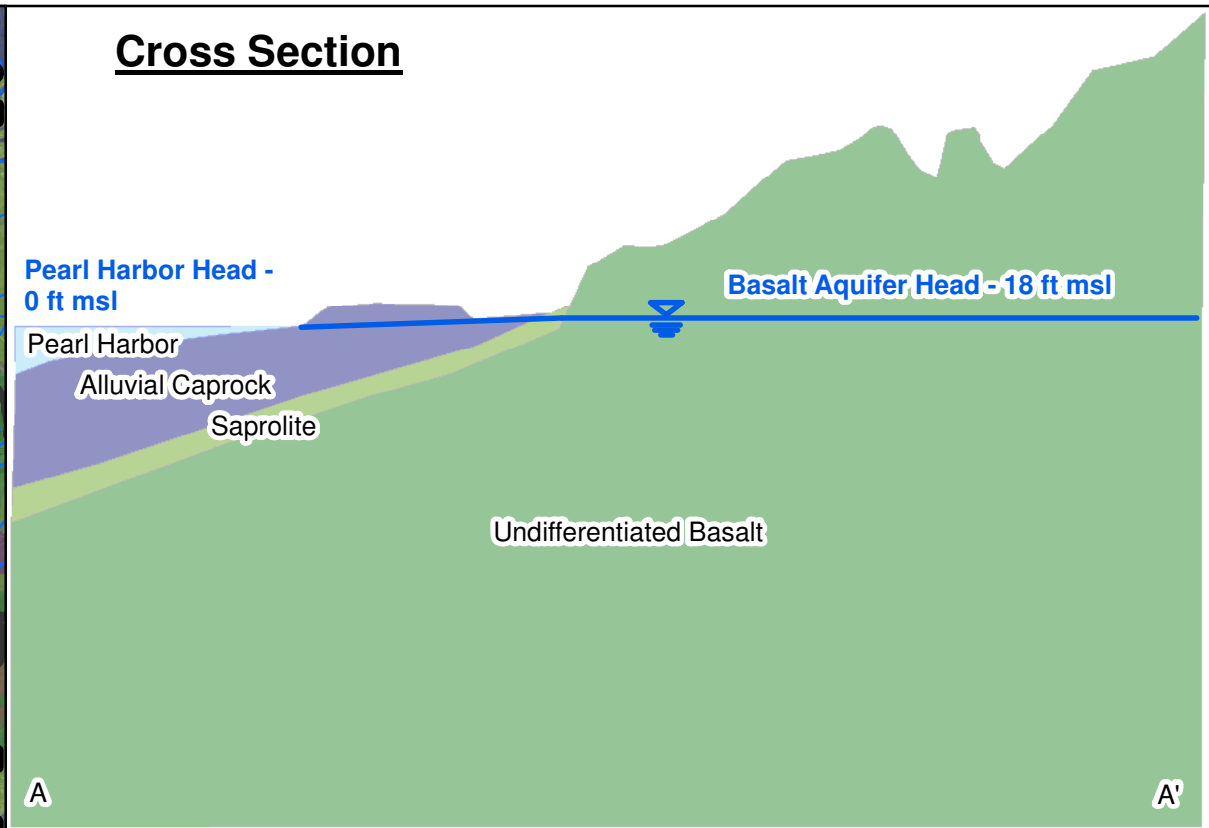 Cross Section
Pearl Harbor Head -
0 ft msl
Basalt Aquifer Head - 18 ft msl
Pearl Harbor
Alluvial Caprock
Saprolite
Undifferentiated Basalt
A
A'